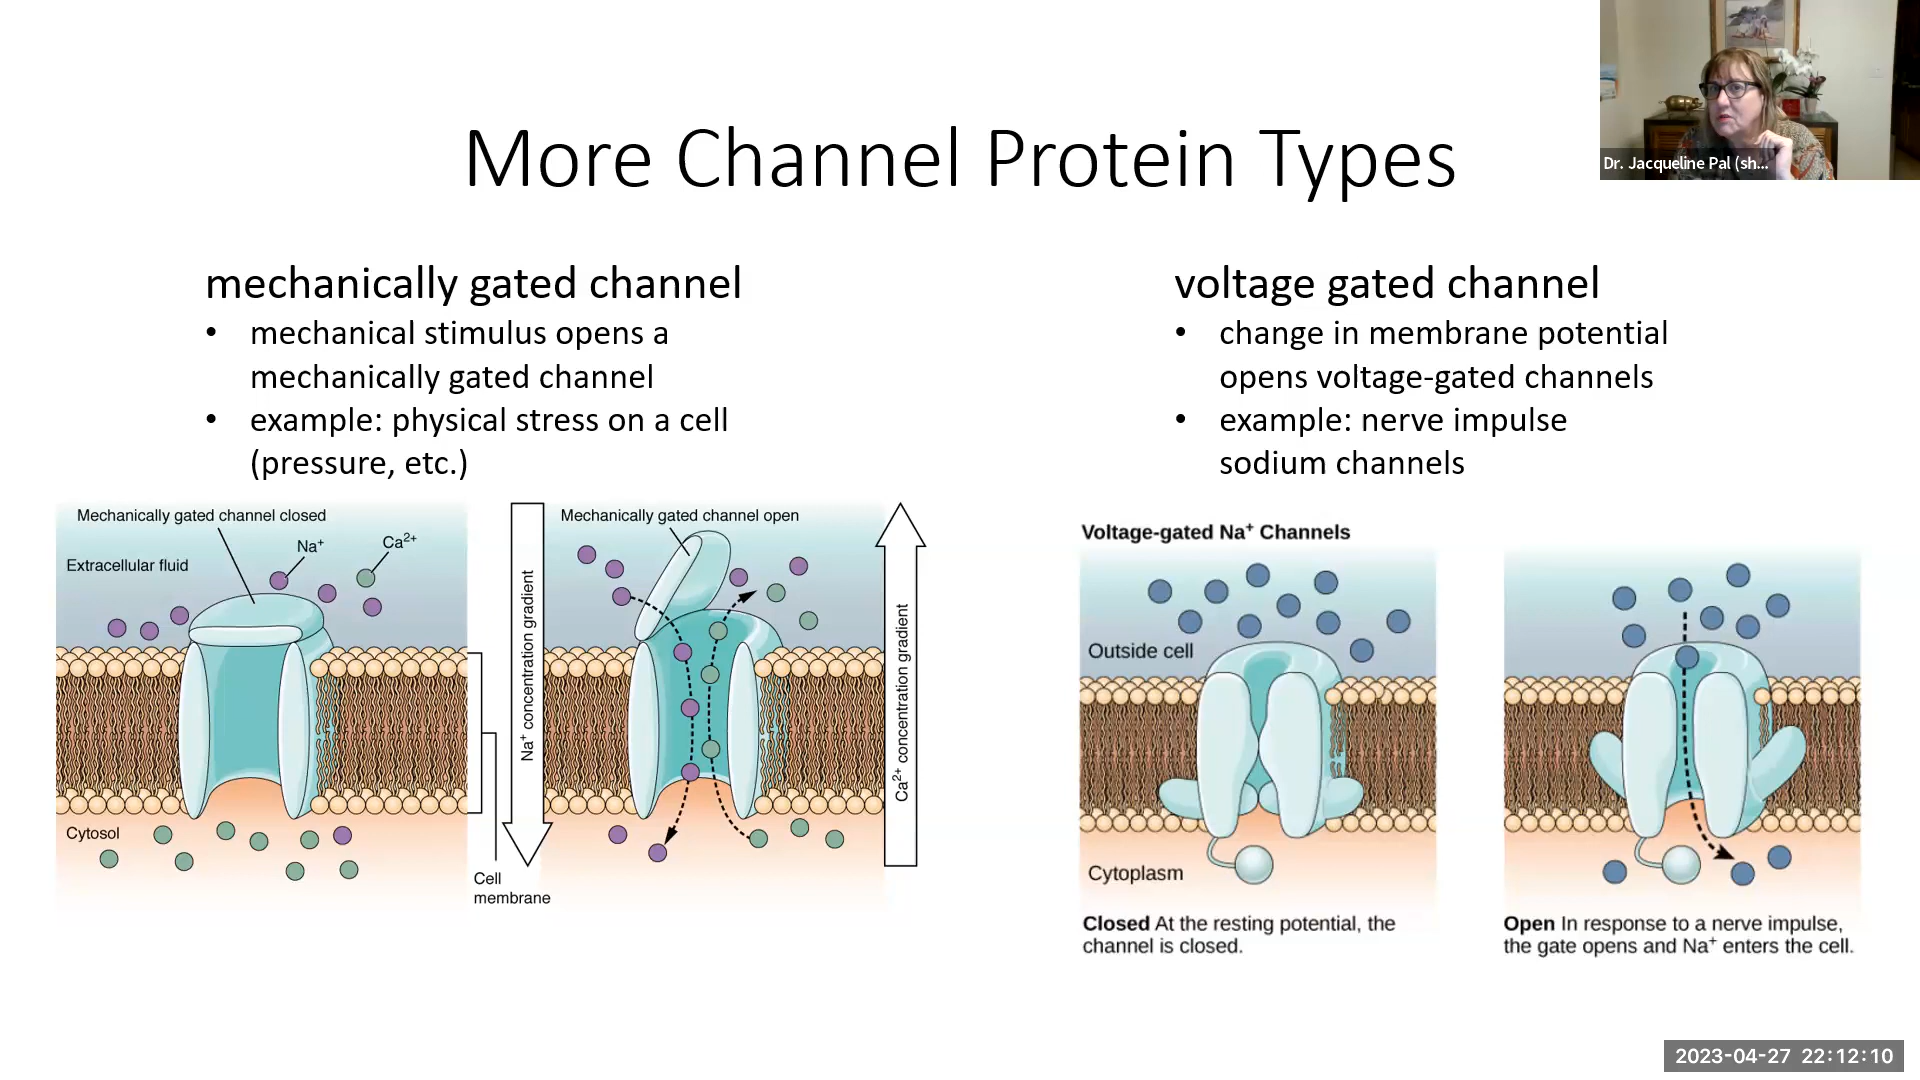 Dr. Jacqueline Pal (sh...
More Channel Protein Types
mechanically gated channel
• mechanical stimulus opens a
mechanically gated channel
• example: physical stress on a cell
(pressure, etc.)
voltage gated channel
• change in membrane potential
opens voltage-gated channels
• example: nerve impulse
sodium channels
Mechanically gated channel closed
Na⁺
Ca²⁺
Extracellular fluid
Cytosol
Cell
membrane
Na⁺ concentration gradient
Mechanically gated channel open
Ca²⁺ concentration gradient
Voltage-gated Na⁺ Channels
Outside cell
Cytoplasm
Closed At the resting potential, the
channel is closed.
Open In response to a nerve impulse,
the gate opens and Na⁺ enters the cell.
2023-04-27 22:12:10